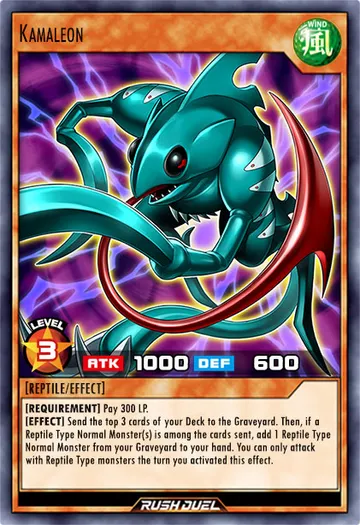 KAMALEON
WIND
風
LEVEL
3
ATK 1000 DEF 600
[REPTILE/EFFECT]
[REQUIREMENT] Pay 300 LP.
[EFFECT] Send the top 3 cards of your Deck to the Graveyard. Then, if a
Reptile Type Normal Monster(s) is among the cards sent, add 1 Reptile Type
Normal Monster from your Graveyard to your hand. You can only attack
with Reptile Type monsters the turn you activated this effect.
RUSH DUEL